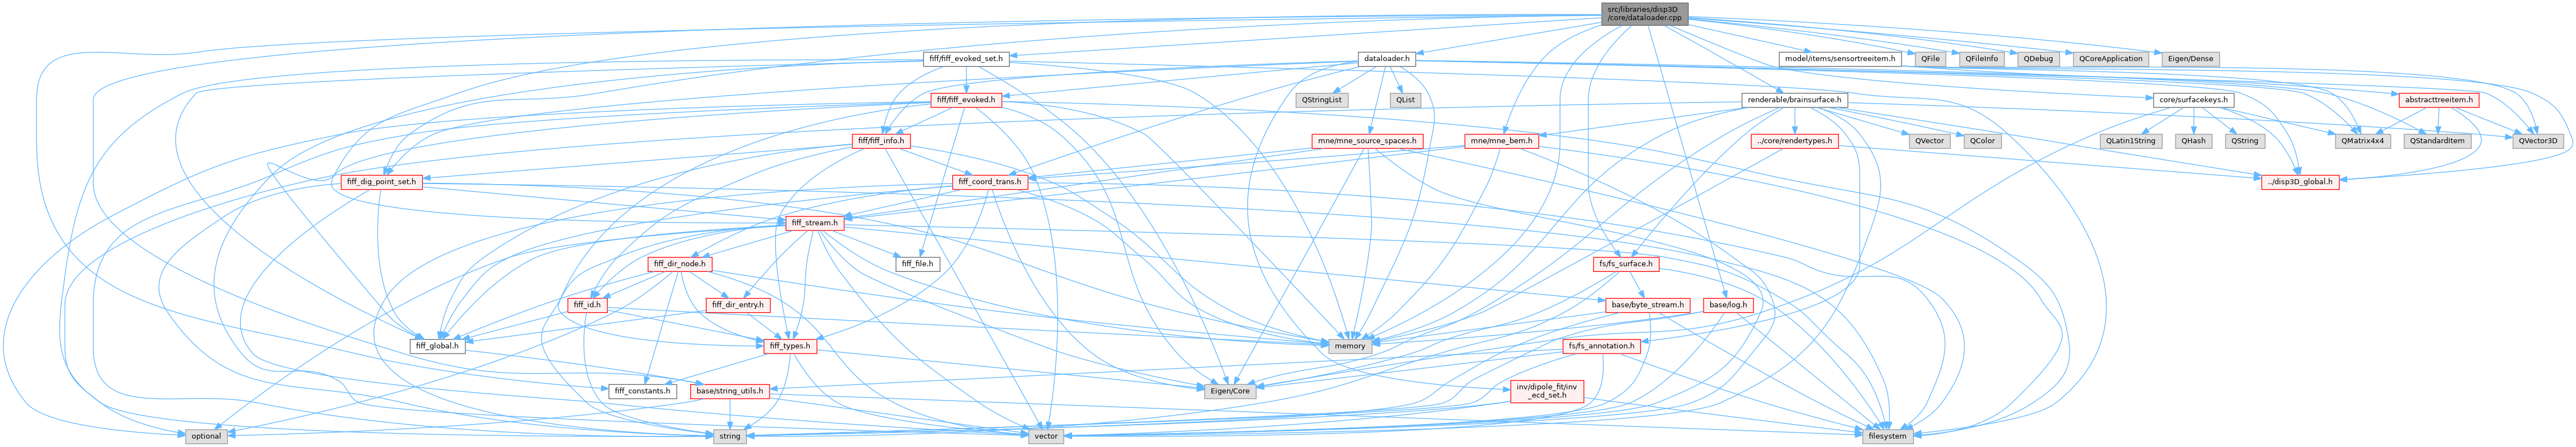 src/libraries/disp3D
/core/dataloader.cpp
fiff/fiff_evoked_set.h
dataloader.h
model/items/sensortreeitem.h
QFile
QFileInfo
QDebug
QCoreApplication
Eigen/Dense
fiff/fiff_evoked.h
QStringList
QList
renderable/brainsurface.h
core/surfacekeys.h
abstracttreeitem.h
fiff/fiff_info.h
mne/mne_source_spaces.h
mne/mne_bem.h
../core/rendertypes.h
QVector
QColor
QLatin1String
QHash
QString
QMatrix4x4
QStandardItem
QVector3D
fiff_dig_point_set.h
fiff_coord_trans.h
../disp3D_global.h
fiff_stream.h
fiff_dir_node.h
fiff_file.h
fs/fs_surface.h
fiff_id.h
fiff_dir_entry.h
base/byte_stream.h
base/log.h
fiff_global.h
fiff_types.h
memory
fs/fs_annotation.h
fiff_constants.h
base/string_utils.h
Eigen/Core
inv/dipole_fit/inv
_ecd_set.h
optional
string
vector
filesystem